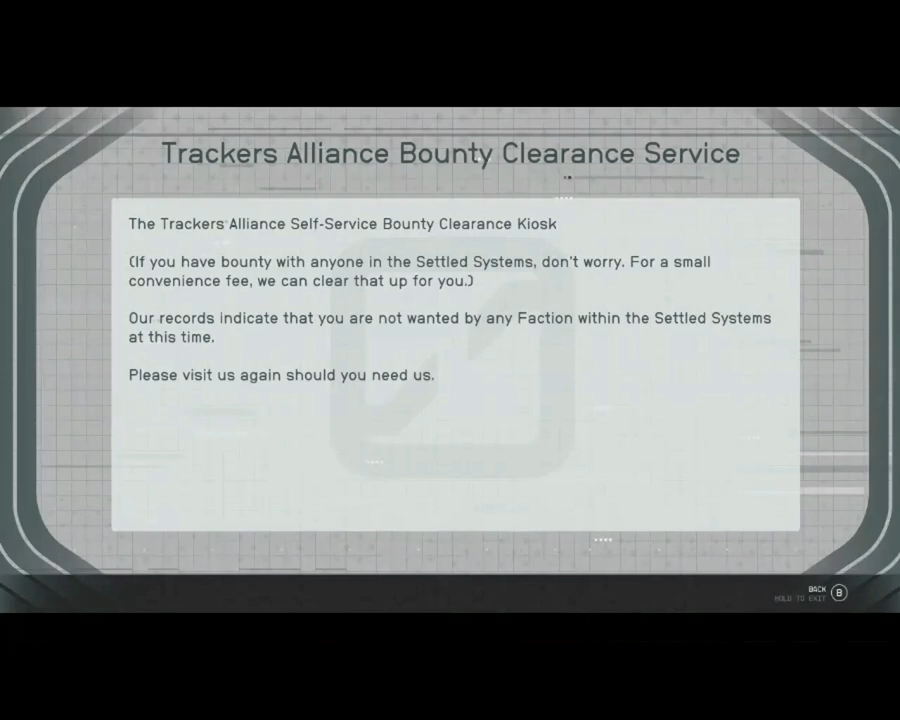 Trackers Alliance Bounty Clearance Service
The Trackers Alliance Self-Service Bounty Clearance Kiosk
(If you have bounty with anyone in the Settled Systems, don't worry. For a small
convenience fee, we can clear that up for you.)
Our records indicate that you are not wanted by any Faction within the Settled Systems
at this time.
Please visit us again should you need us.
BACK
HOLD TO EXIT
B